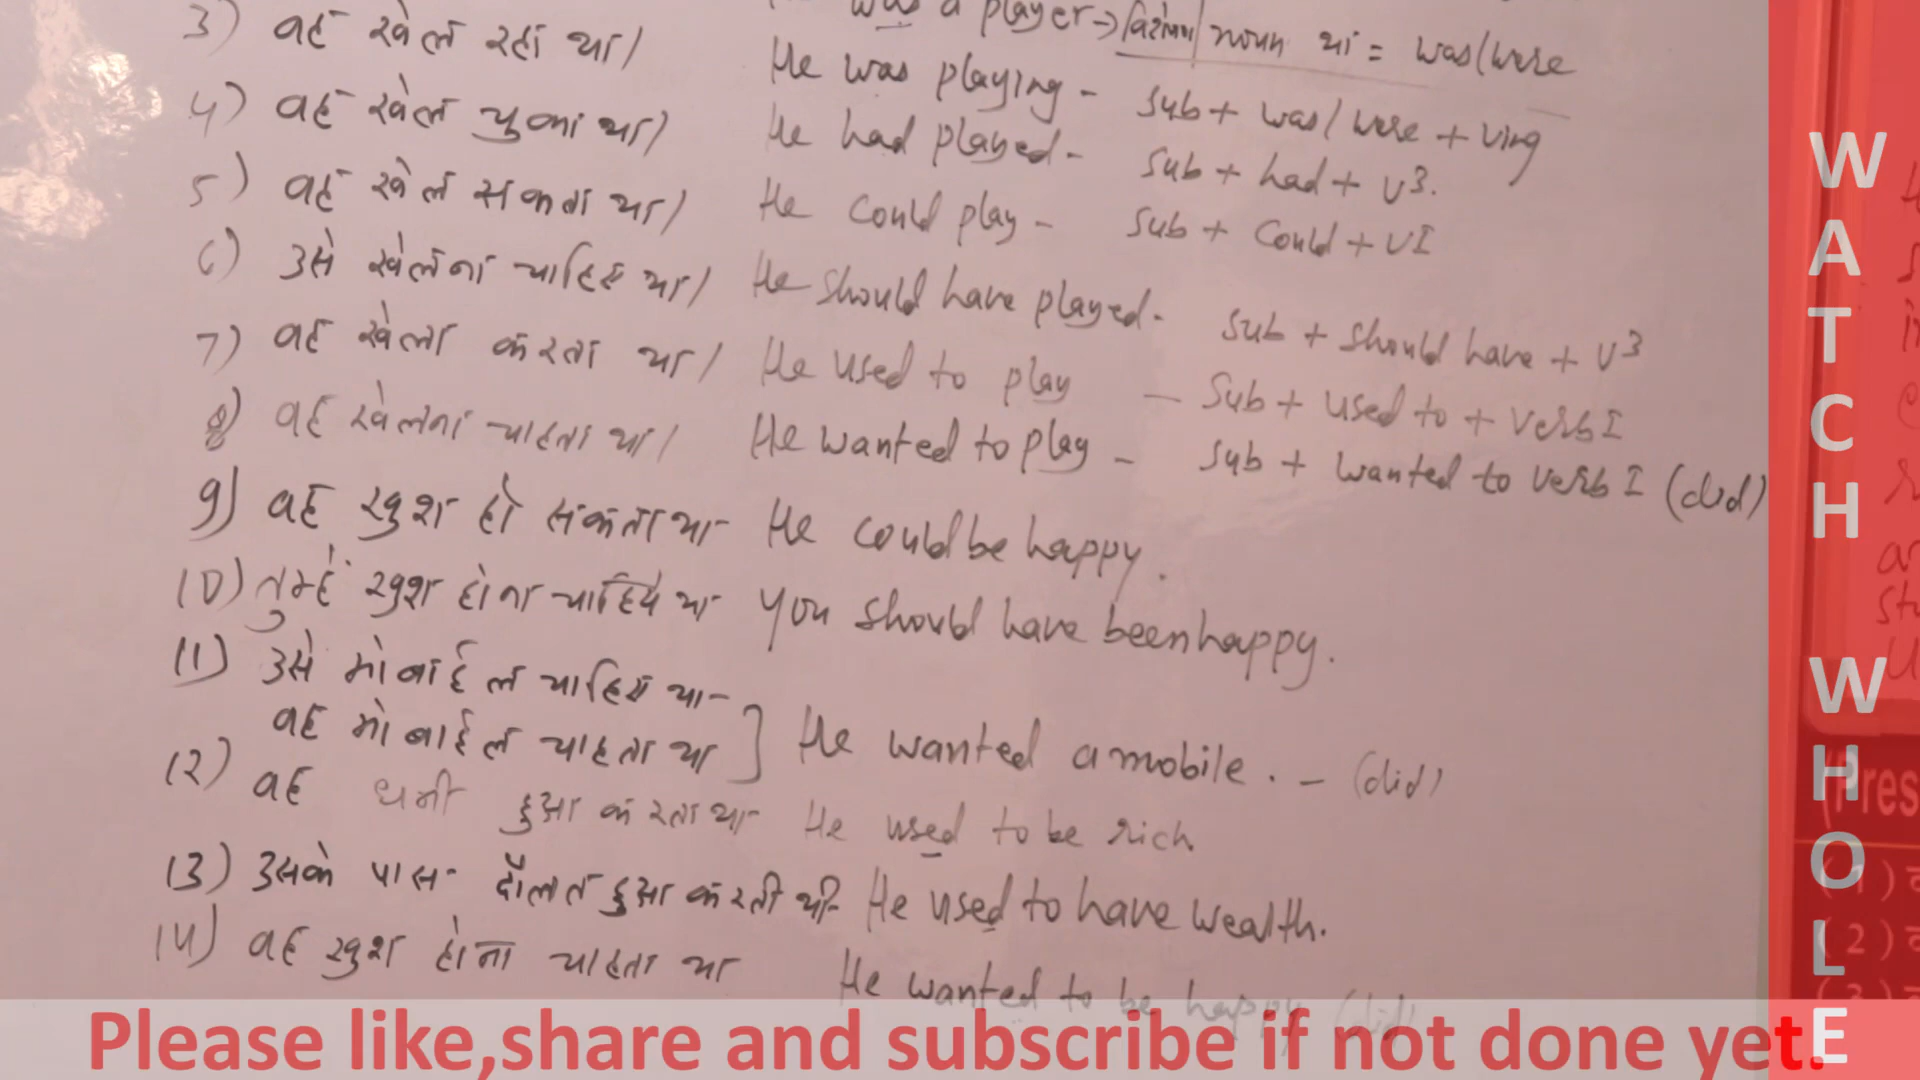 was a player → विशेषण/noun था = was/were
3) वह खेल रहा था। He was playing - Sub + was/were + Ving
4) वह खेल चुका था। He had played - Sub + had + V3.
5) वह खेल सकता था। He could play - Sub + Could + VI
6) उसे खेलना चाहिए था। He should have played. Sub + should have + V3
7) वह खेला करता था। He used to play - Sub + used to + Verb I
8) वह खेलना चाहता था। He wanted to play - Sub + wanted to Verb I (did)
9) वह खुश हो सकता था- He could be happy.
10) तुम्हें खुश होना चाहिये था- You should have been happy.
11) उसे मोबाईल चाहिए था-
वह मोबाईल चाहता था ] He wanted a mobile. - (did)
12) वह धनी हुआ करता था- He used to be rich
13) उसके पास दौलत हुआ करती थी- He used to have wealth.
14) वह खुश होना चाहता था He wanted to be happy (did)
Please like,share and subscribe if not done yet.
WATCH WHOLE
(Pres
(1)
(2)